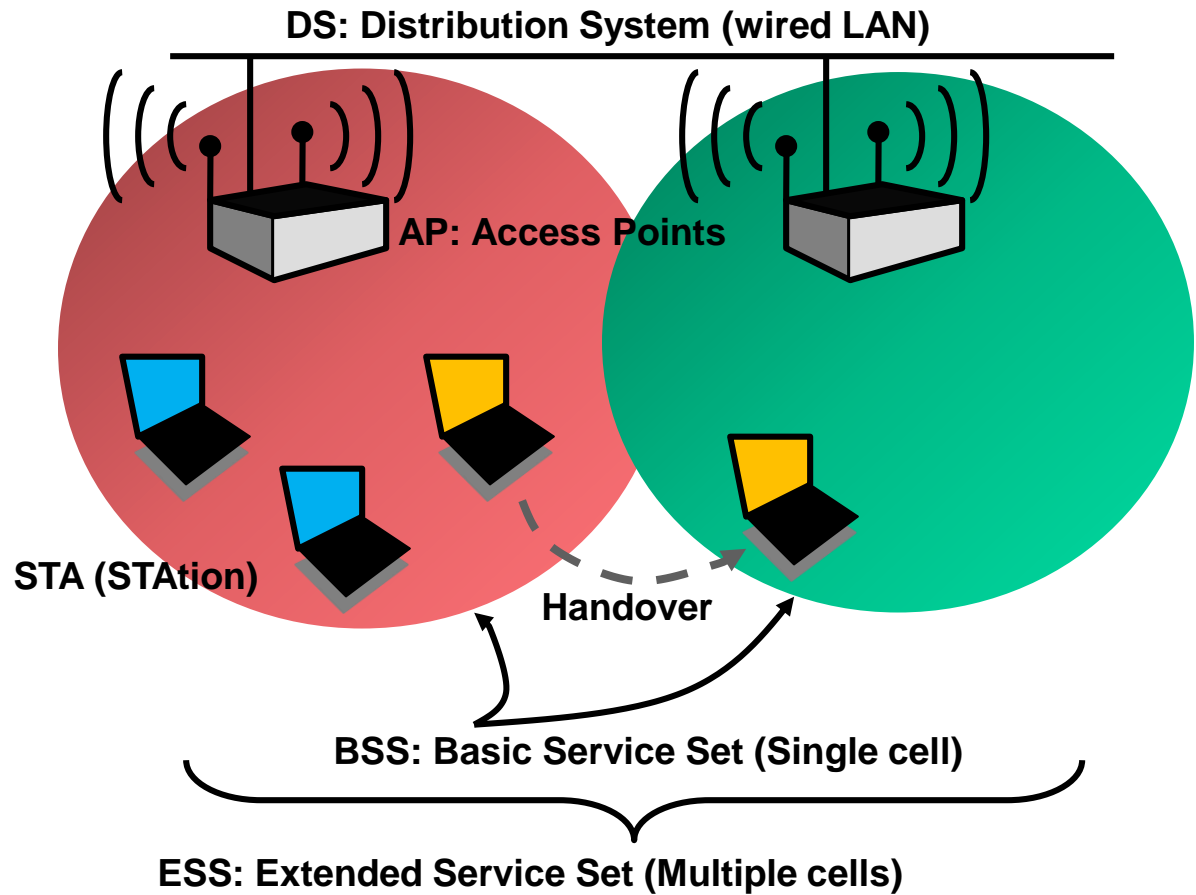 DS: Distribution System (wired LAN)
AP: Access Points
STA (STAtion)
Handover
BSS: Basic Service Set (Single cell)
ESS: Extended Service Set (Multiple cells)